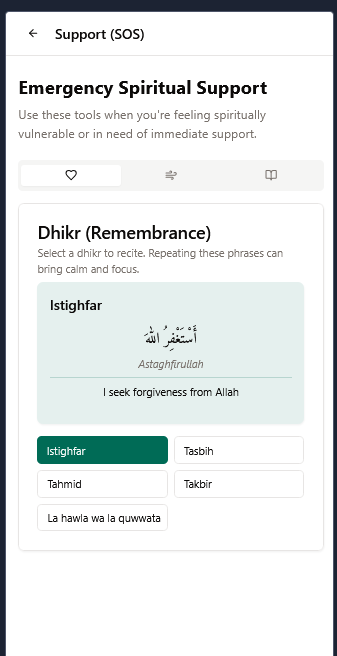 Support (SOS)
Emergency Spiritual Support
Use these tools when you're feeling spiritually
vulnerable or in need of immediate support.
Dhikr (Remembrance)
Select a dhikr to recite. Repeating these phrases can
bring calm and focus.
Istighfar
أَسْتَغْفِرُ اللّٰهَ
Astaghfirullah
I seek forgiveness from Allah
Istighfar
Tasbih
Tahmid
Takbir
La hawla wa la quwwata